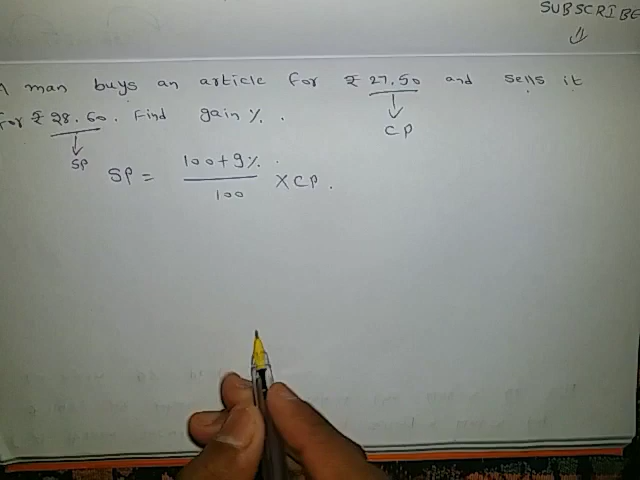 SUBSCRIBE
A man buys an article for ₹ 27.50 and sells it
for ₹ 28.60. Find gain %.
CP
SP
SP = 100+g% / 100 × CP.